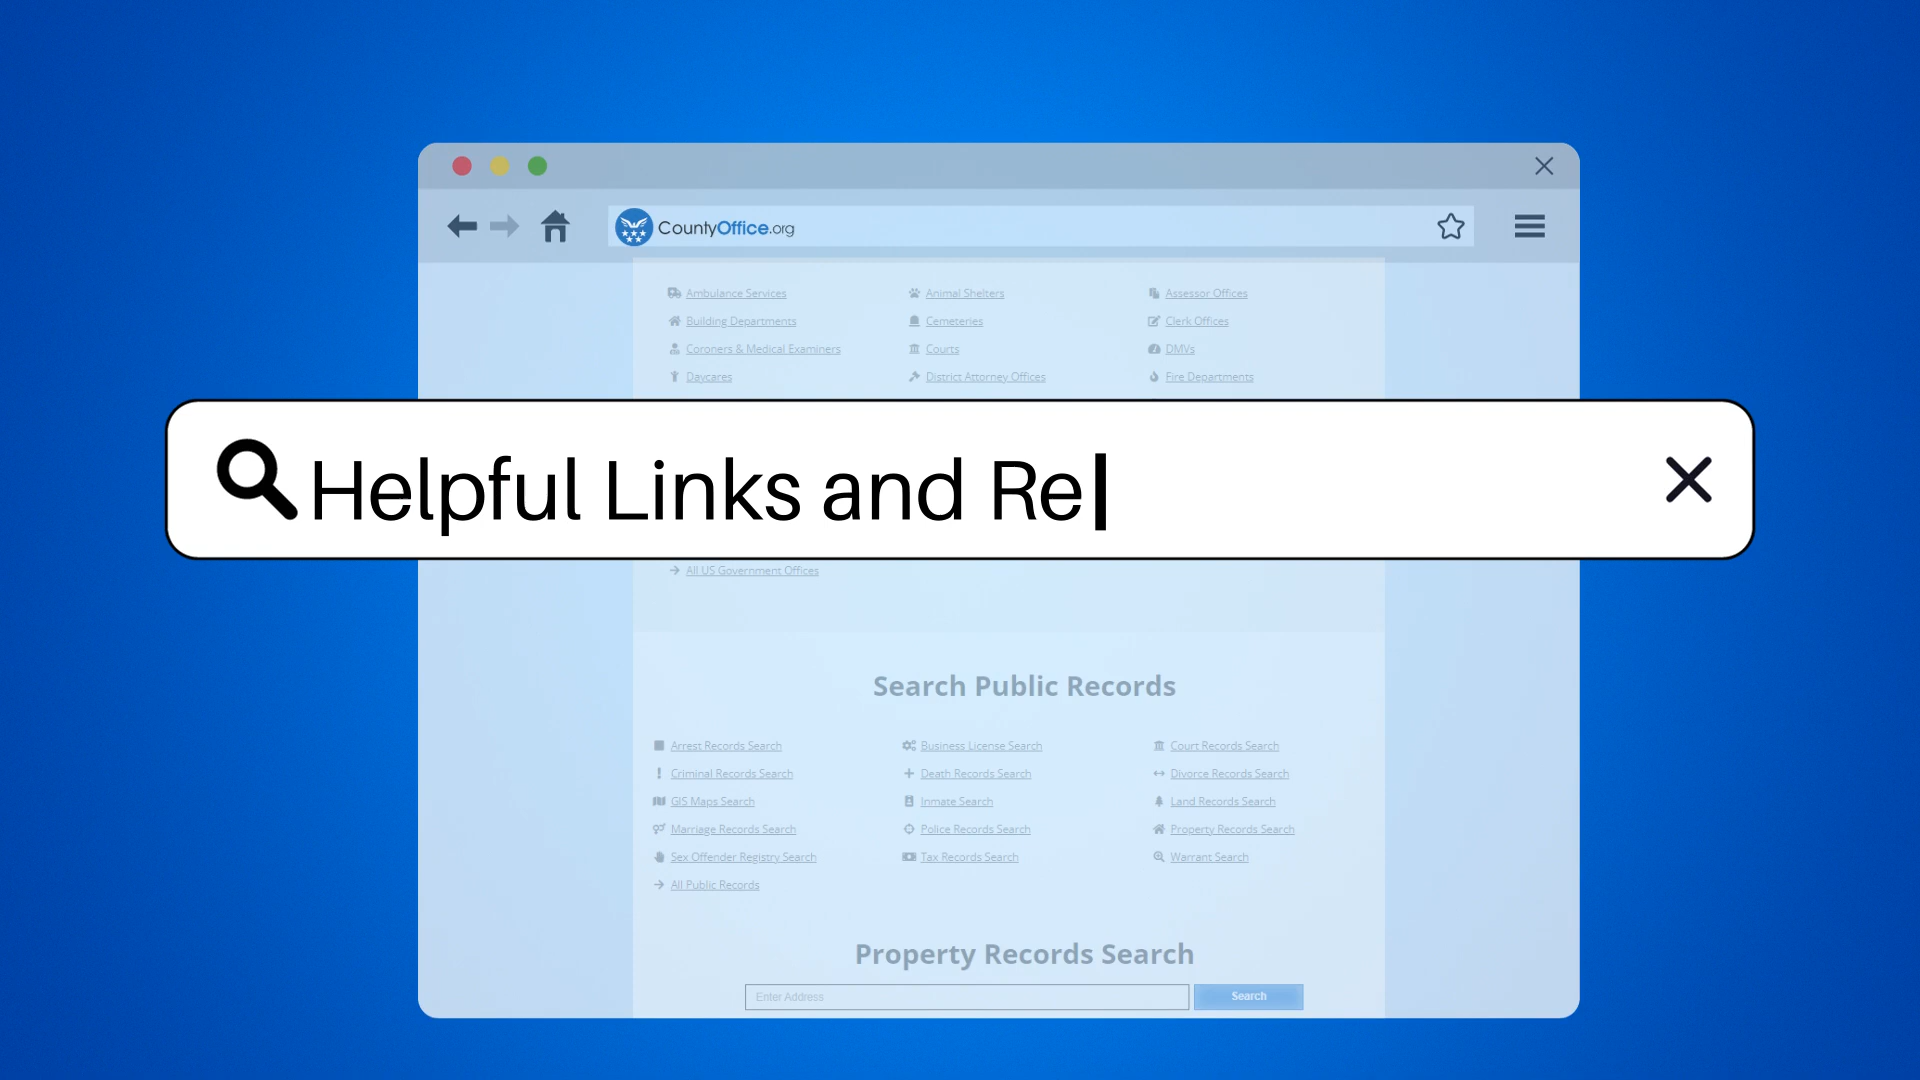 CountyOffice.org
Ambulance Services Animal Shelters Assessor Offices
Building Departments Cemeteries Clerk Offices
Coroners & Medical Examiners Courts DMVs
Daycares District Attorney Offices Fire Departments
Helpful Links and Re
All US Government Offices
Search Public Records
Arrest Records Search Business License Search Court Records Search
Criminal Records Search Death Records Search Divorce Records Search
GIS Maps Search Inmate Search Land Records Search
Marriage Records Search Police Records Search Property Records Search
Sex Offender Registry Search Tax Records Search Warrant Search
All Public Records
Property Records Search
Enter Address Search